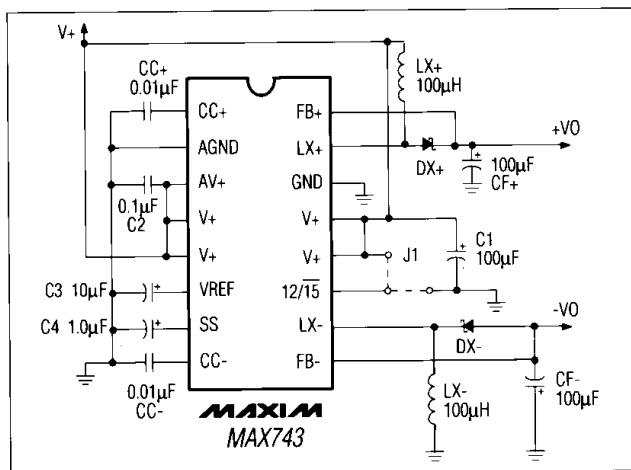 V+
CC+
0.01µF
LX+
100µH
CC+
FB+
+VO
AGND
LX+
DX+
100µF
CF+
AV+
GND
0.1µF
C2
V+
V+
V+
V+
J1
C1
100µF
C3 10µF
VREF
12/15
C4 1.0µF
SS
LX-
-VO
DX-
CC-
FB-
0.01µF
CC-
LX-
100µH
CF-
100µF
MAXIM
MAX743